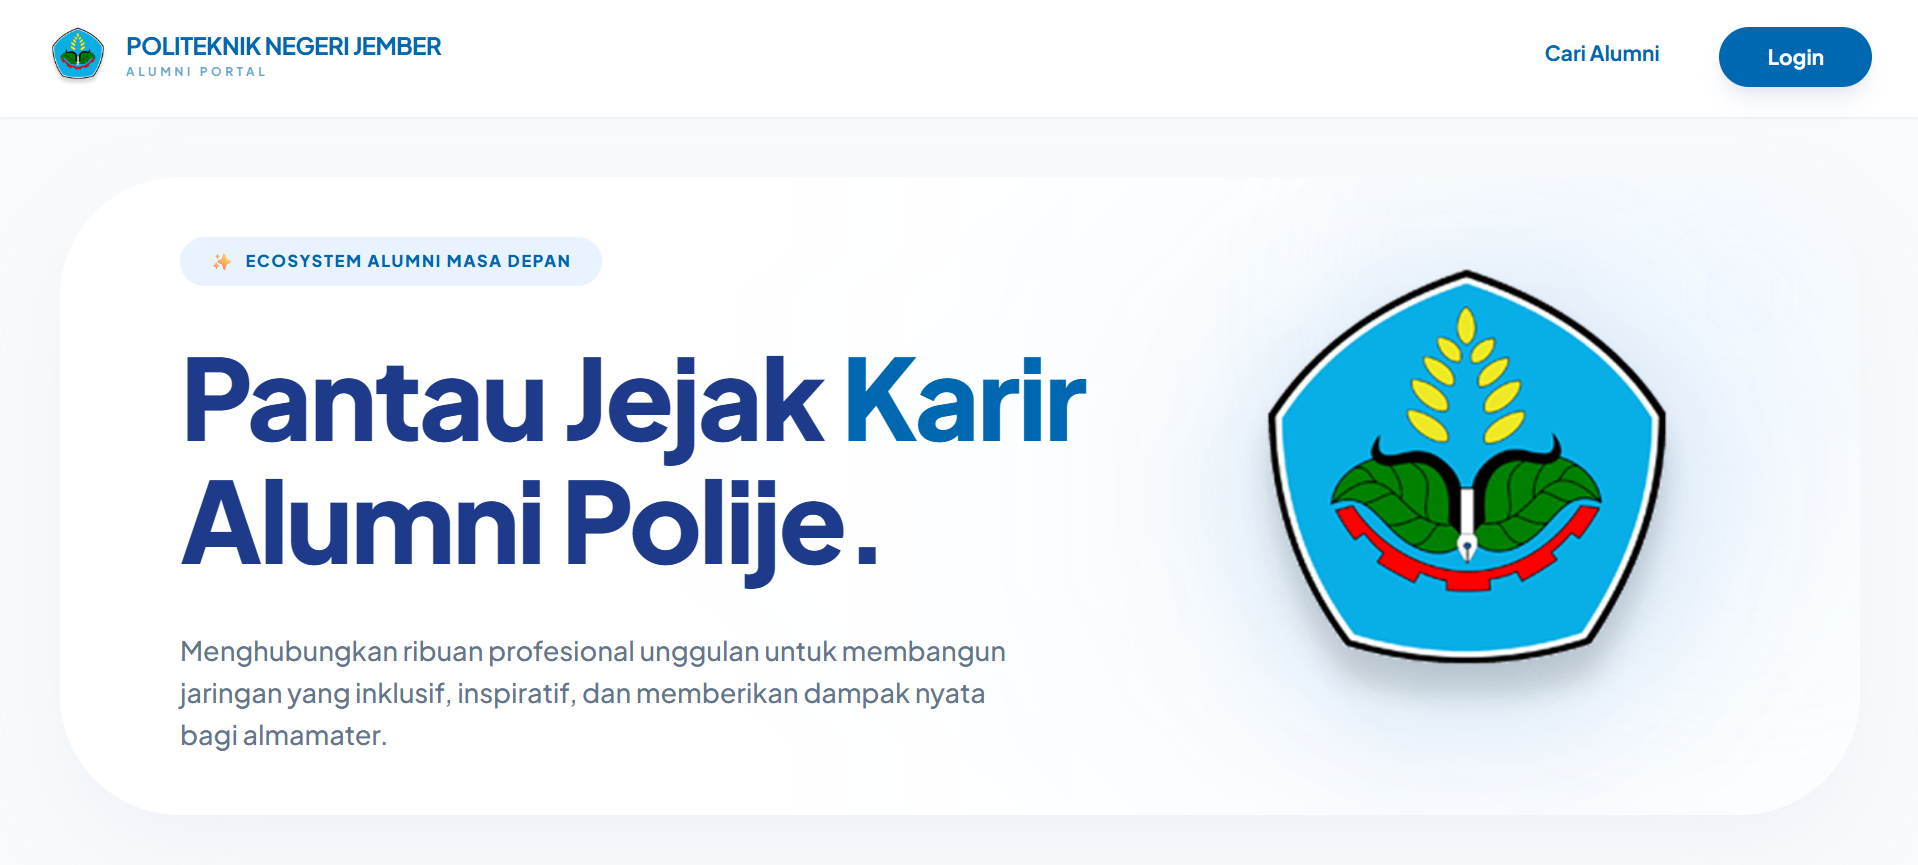 POLITEKNIK NEGERI JEMBER
ALUMNI PORTAL
Cari Alumni
Login
✨ ECOSYSTEM ALUMNI MASA DEPAN
Pantau Jejak Karir
Alumni Polije.
Menghubungkan ribuan profesional unggulan untuk membangun
jaringan yang inklusif, inspiratif, dan memberikan dampak nyata
bagi almamater.